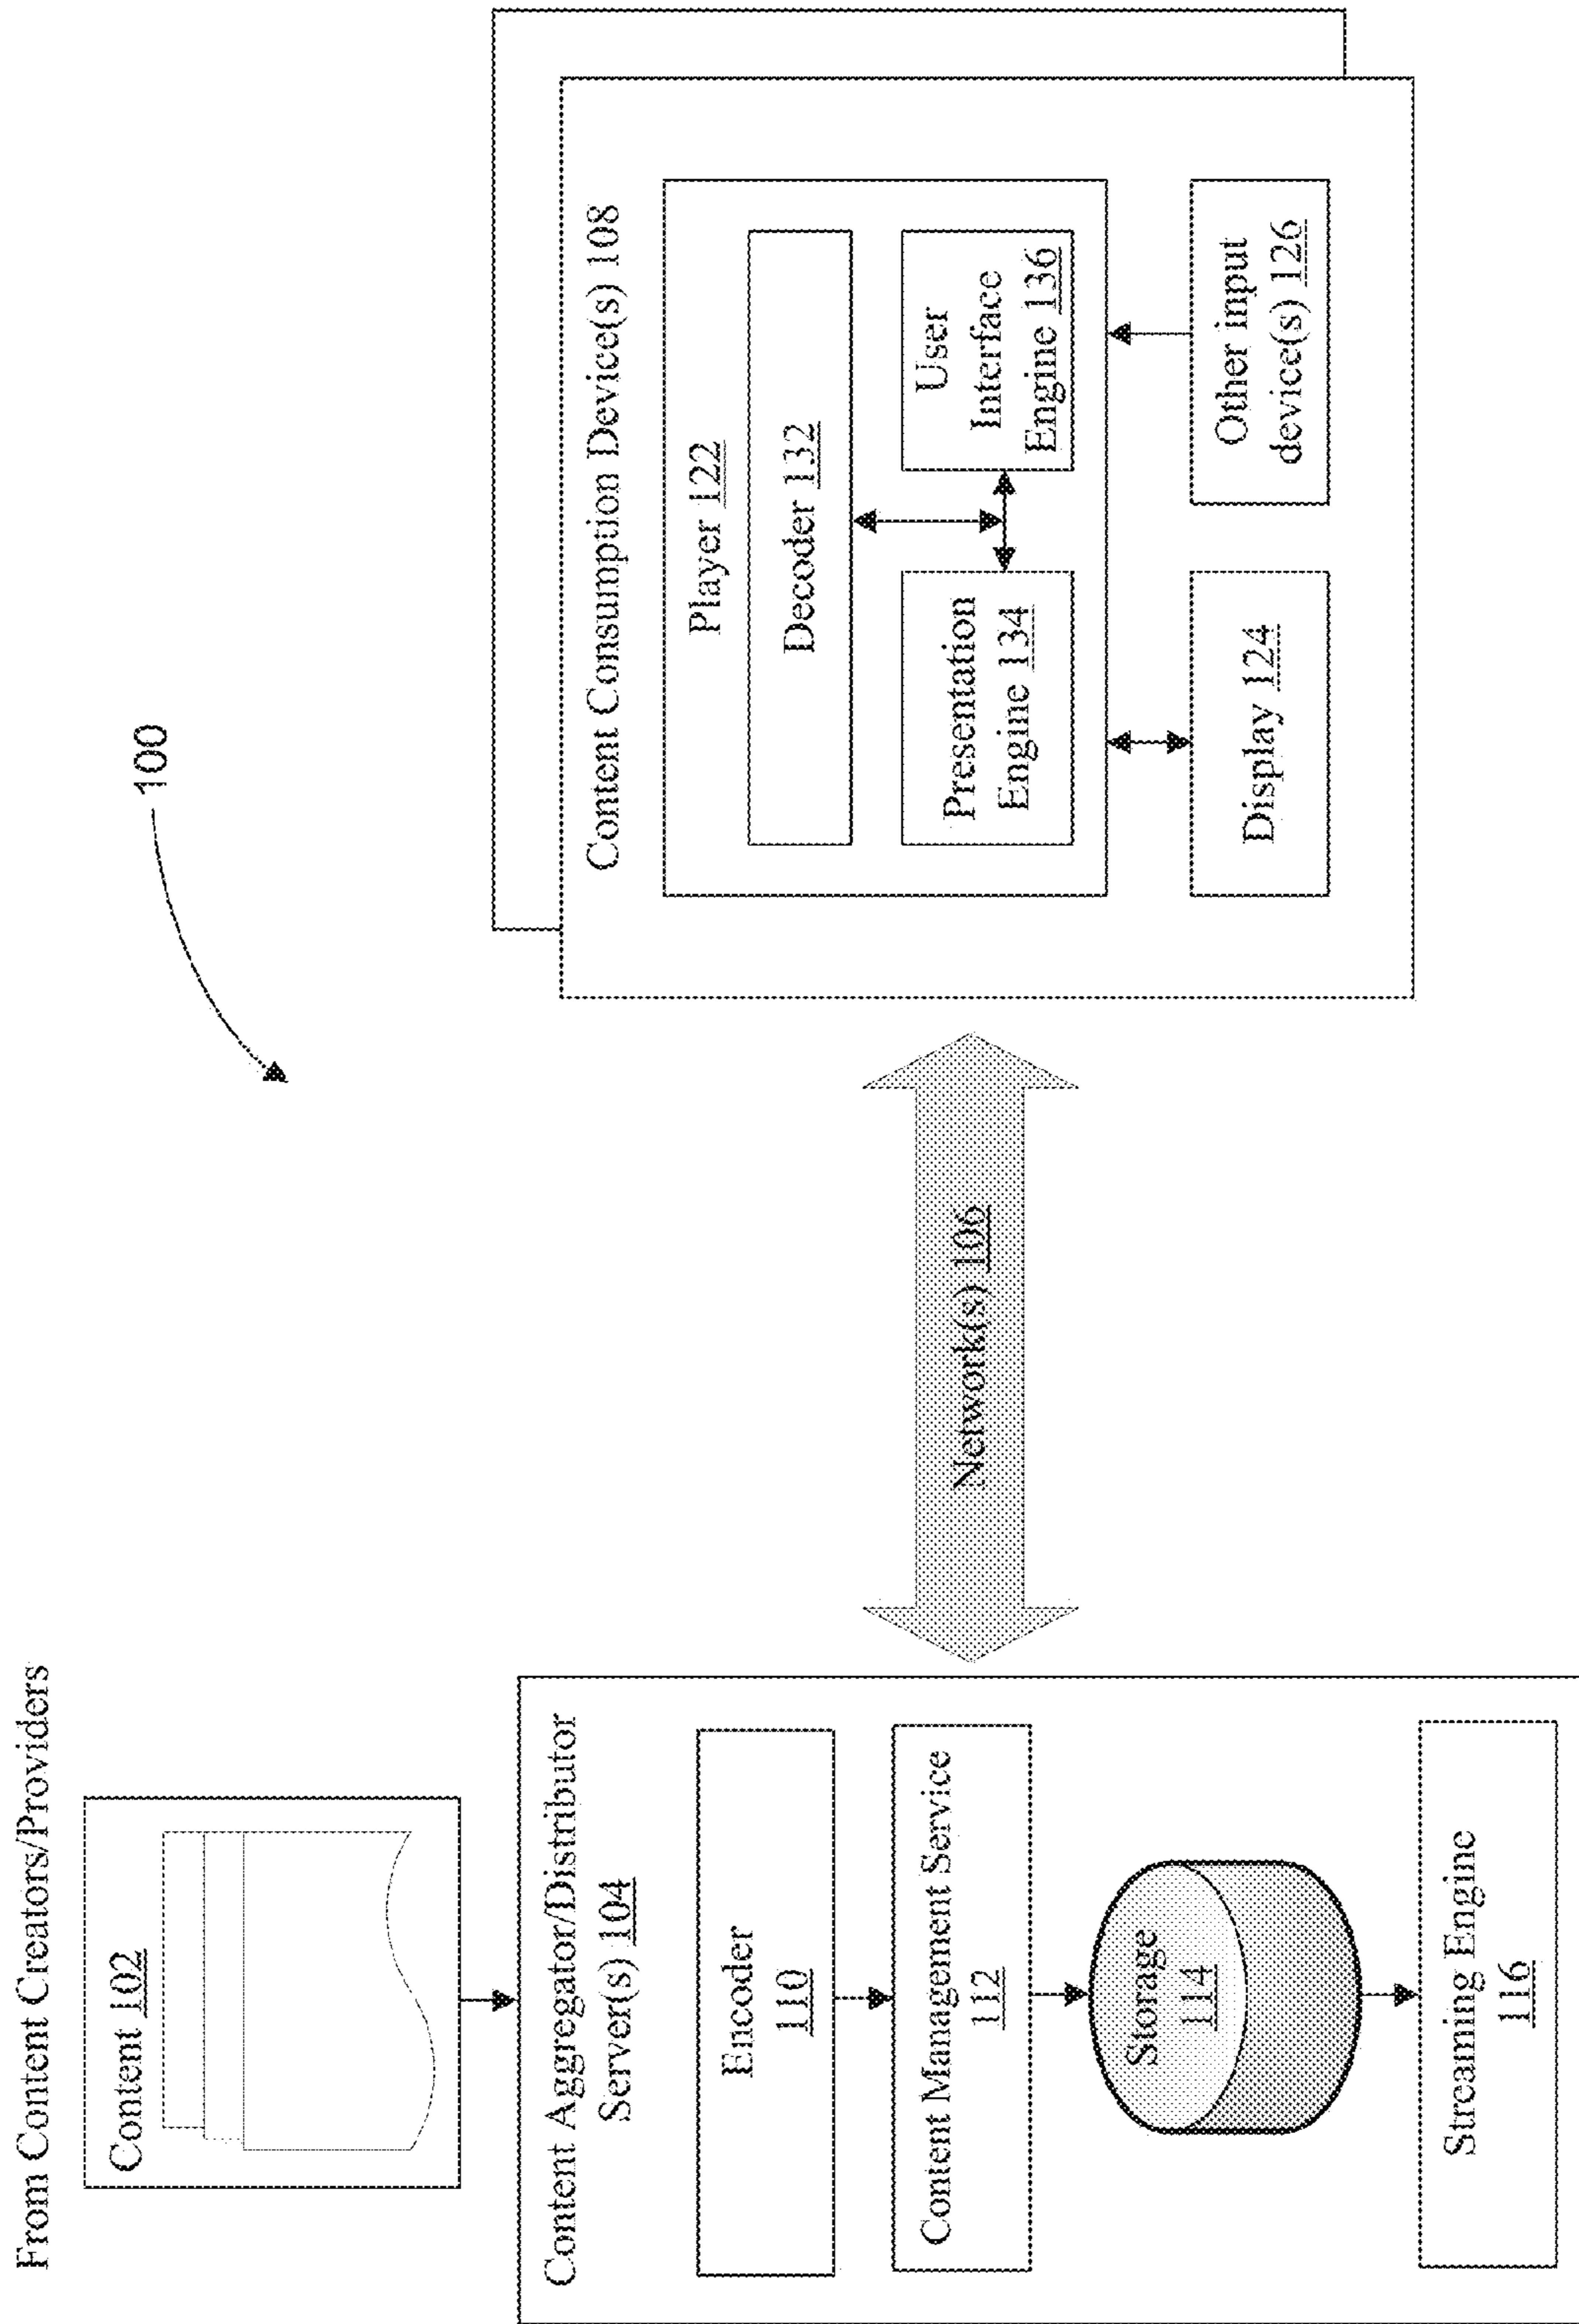 From Content Creators/Providers
Content 102
Content Aggregator/Distributor
Server(s) 104
Encoder
110
Content Management Service
112
Storage
114
Streaming Engine
116
Network(s) 106
100
Content Consumption Device(s) 108
Player 122
Decoder 132
Presentation
Engine 134
User
Interface
Engine 136
Display 124
Other input
device(s) 126